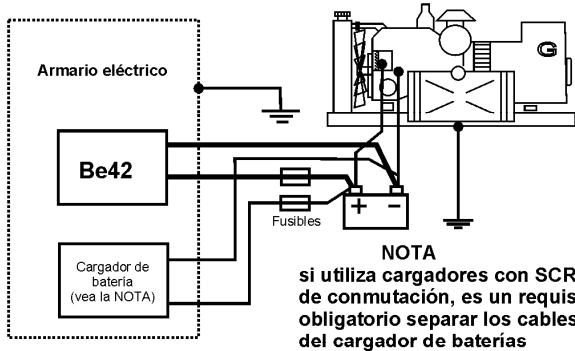 Armario eléctrico
G
Be42
+ −
Fusibles
Cargador de
batería
(vea la NOTA)
NOTA
si utiliza cargadores con SCR
de conmutación, es un requis
obligatorio separar los cables
del cargador de baterías